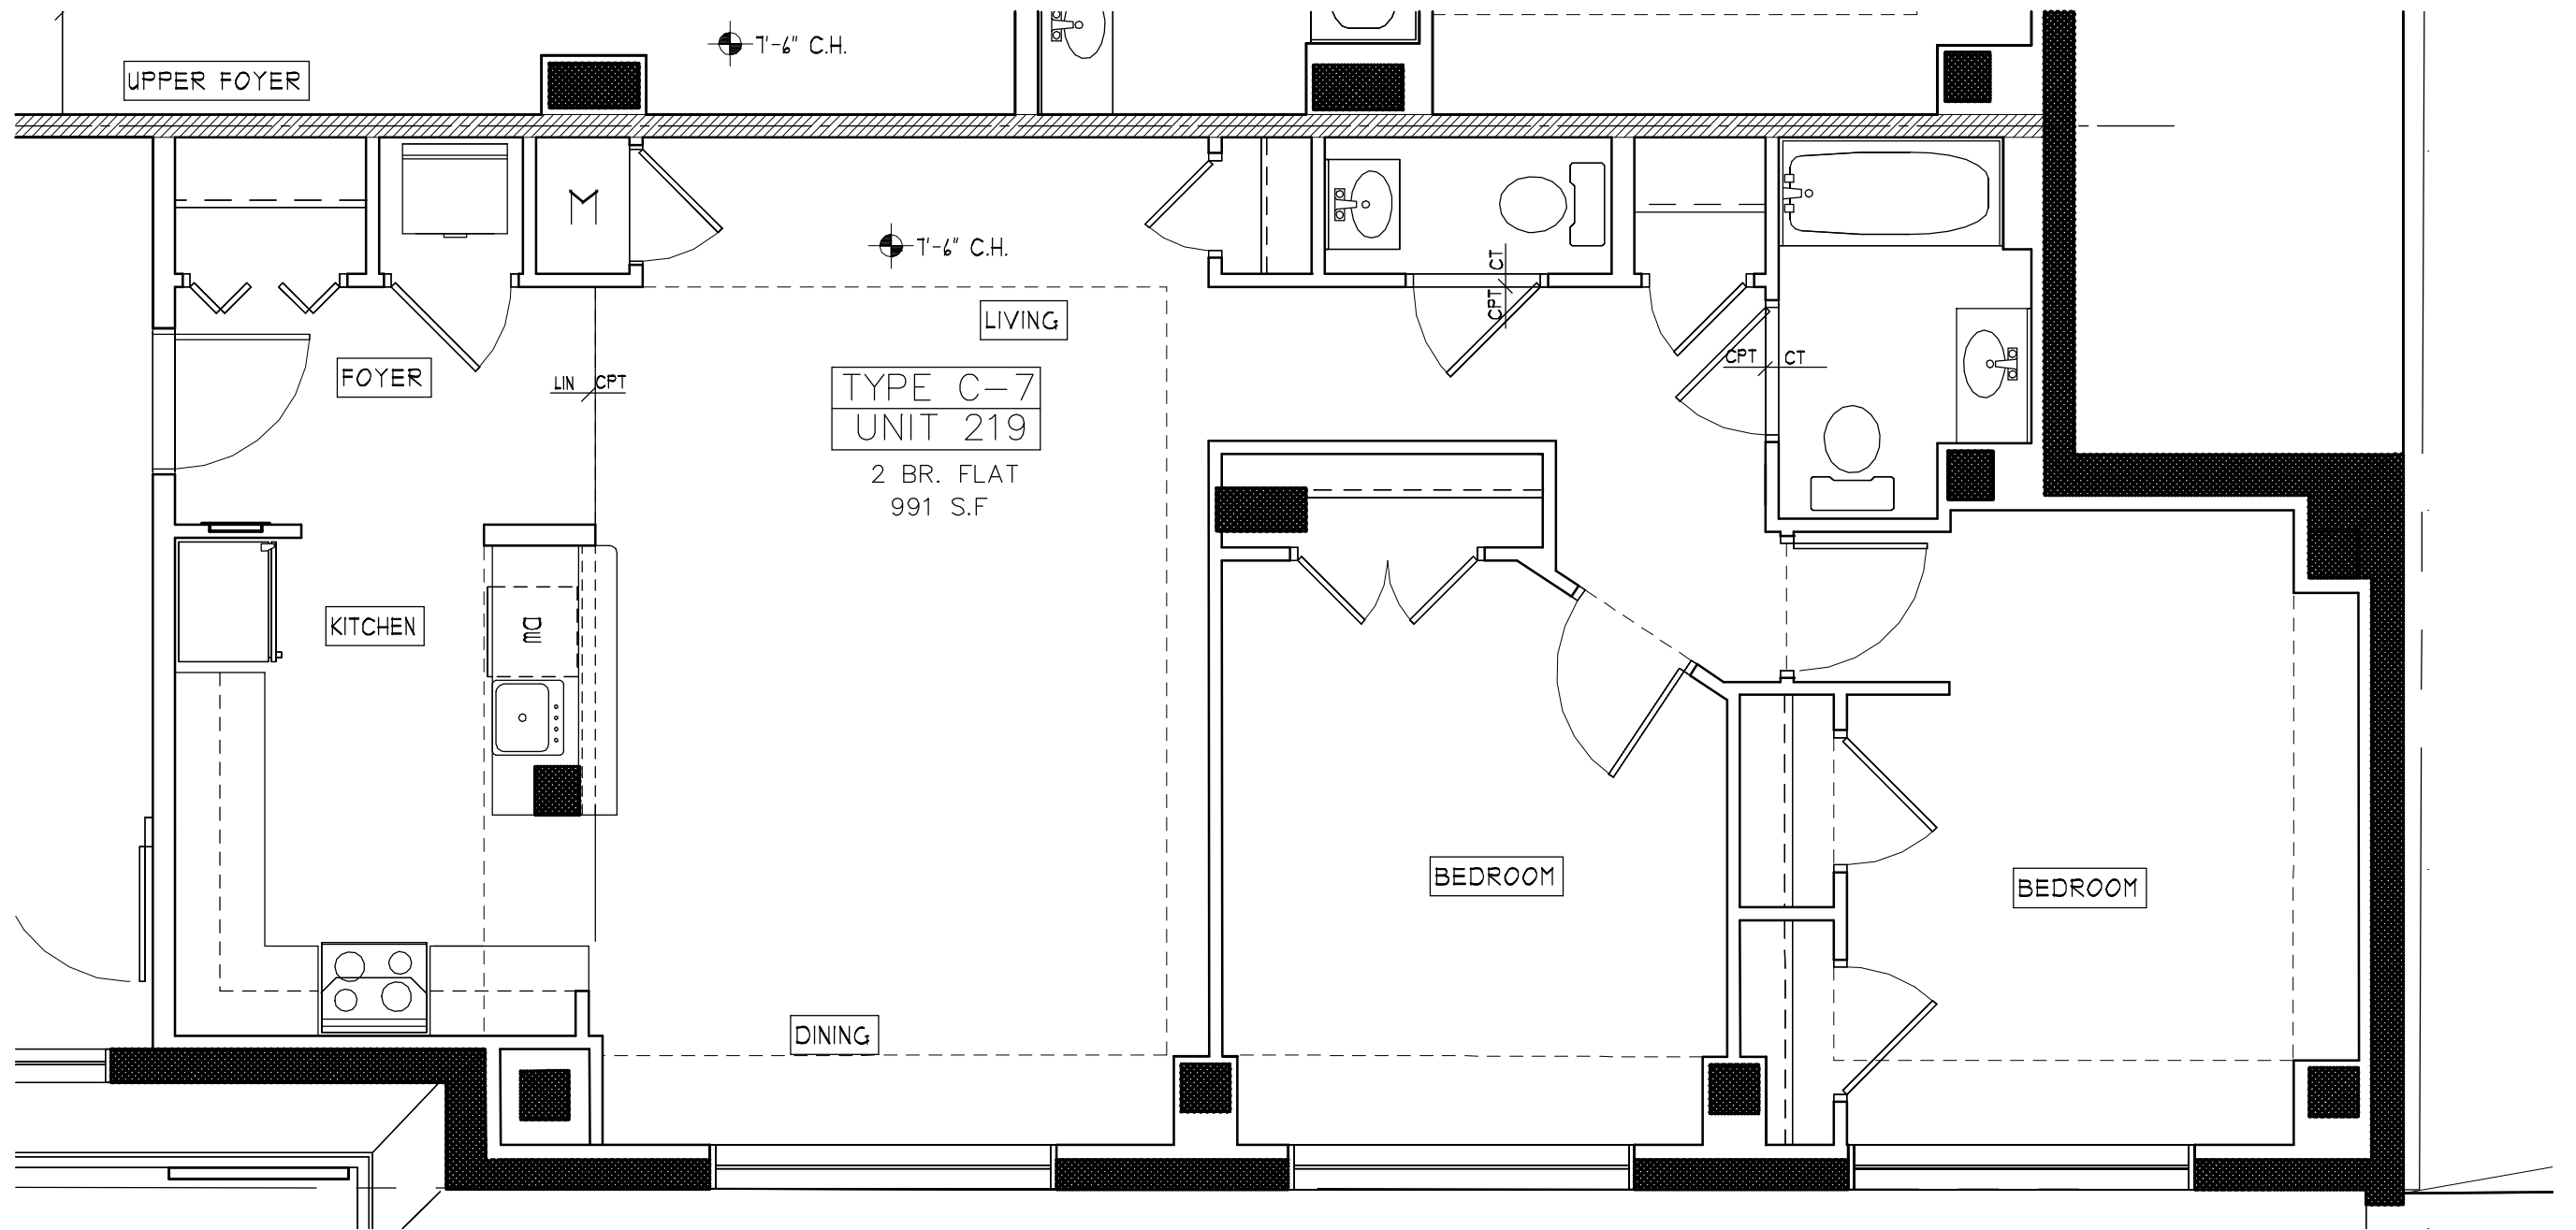 7'-6" C.H.
UPPER FOYER
M
7'-6" C.H.
CT
CPT
LIVING
FOYER
CPT CT
LIN CPT
TYPE C-7
UNIT 219
2 BR. FLAT
991 S.F
KITCHEN
DW
BEDROOM
BEDROOM
DINING